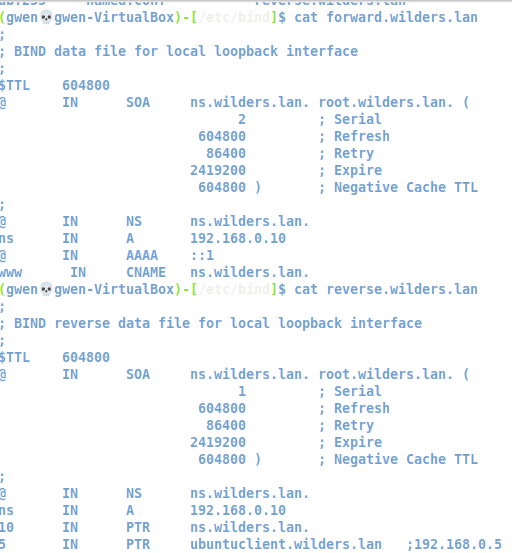 (gwen💀gwen-VirtualBox)-[/etc/bind]$ cat forward.wilders.lan
;
; BIND data file for local loopback interface
;
$TTL    604800
@       IN      SOA     ns.wilders.lan. root.wilders.lan. (
                              2         ; Serial
                         604800         ; Refresh
                          86400         ; Retry
                        2419200         ; Expire
                         604800 )       ; Negative Cache TTL
;
@       IN      NS      ns.wilders.lan.
ns      IN      A       192.168.0.10
@       IN      AAAA    ::1
www      IN     CNAME   ns.wilders.lan.
(gwen💀gwen-VirtualBox)-[/etc/bind]$ cat reverse.wilders.lan
;
; BIND reverse data file for local loopback interface
;
$TTL    604800
@       IN      SOA     ns.wilders.lan. root.wilders.lan. (
                              1         ; Serial
                         604800         ; Refresh
                          86400         ; Retry
                        2419200         ; Expire
                         604800 )       ; Negative Cache TTL
;
@       IN      NS      ns.wilders.lan.
ns      IN      A       192.168.0.10
10      IN      PTR     ns.wilders.lan.
5       IN      PTR     ubuntuclient.wilders.lan   ;192.168.0.5